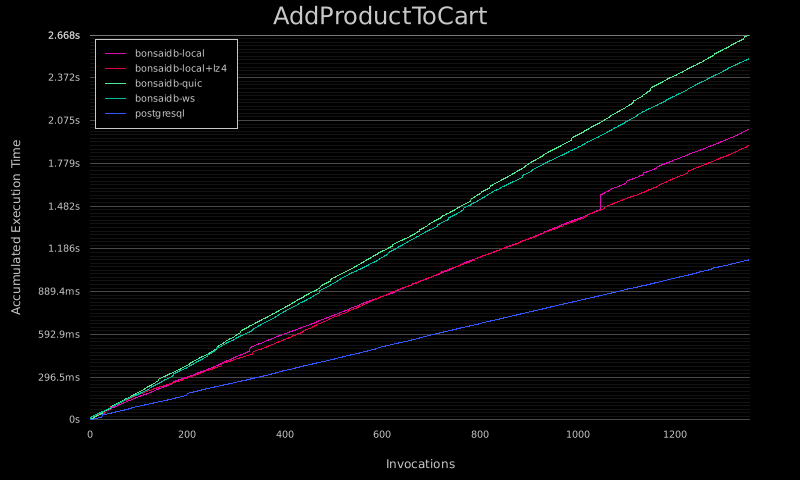 AddProductToCart
2.668s
2.372s
2.075s
1.779s
1.482s
1.186s
889.4ms
592.9ms
296.5ms
0s
Accumulated Execution Time
bonsaidb-local
bonsaidb-local+lz4
bonsaidb-quic
bonsaidb-ws
postgresql
0 200 400 600 800 1000 1200
Invocations